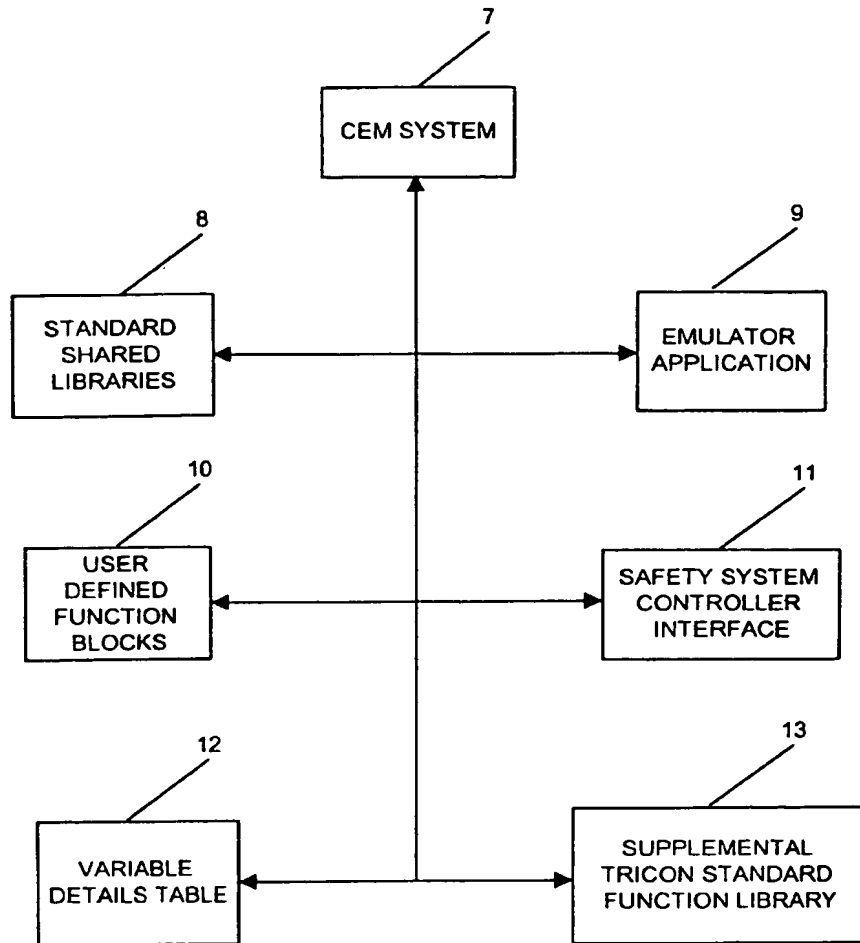 7
CEM SYSTEM
8
STANDARD
SHARED
LIBRARIES
9
EMULATOR
APPLICATION
10
USER
DEFINED
FUNCTION
BLOCKS
11
SAFETY SYSTEM
CONTROLLER
INTERFACE
12
VARIABLE
DETAILS TABLE
13
SUPPLEMENTAL
TRICON STANDARD
FUNCTION LIBRARY